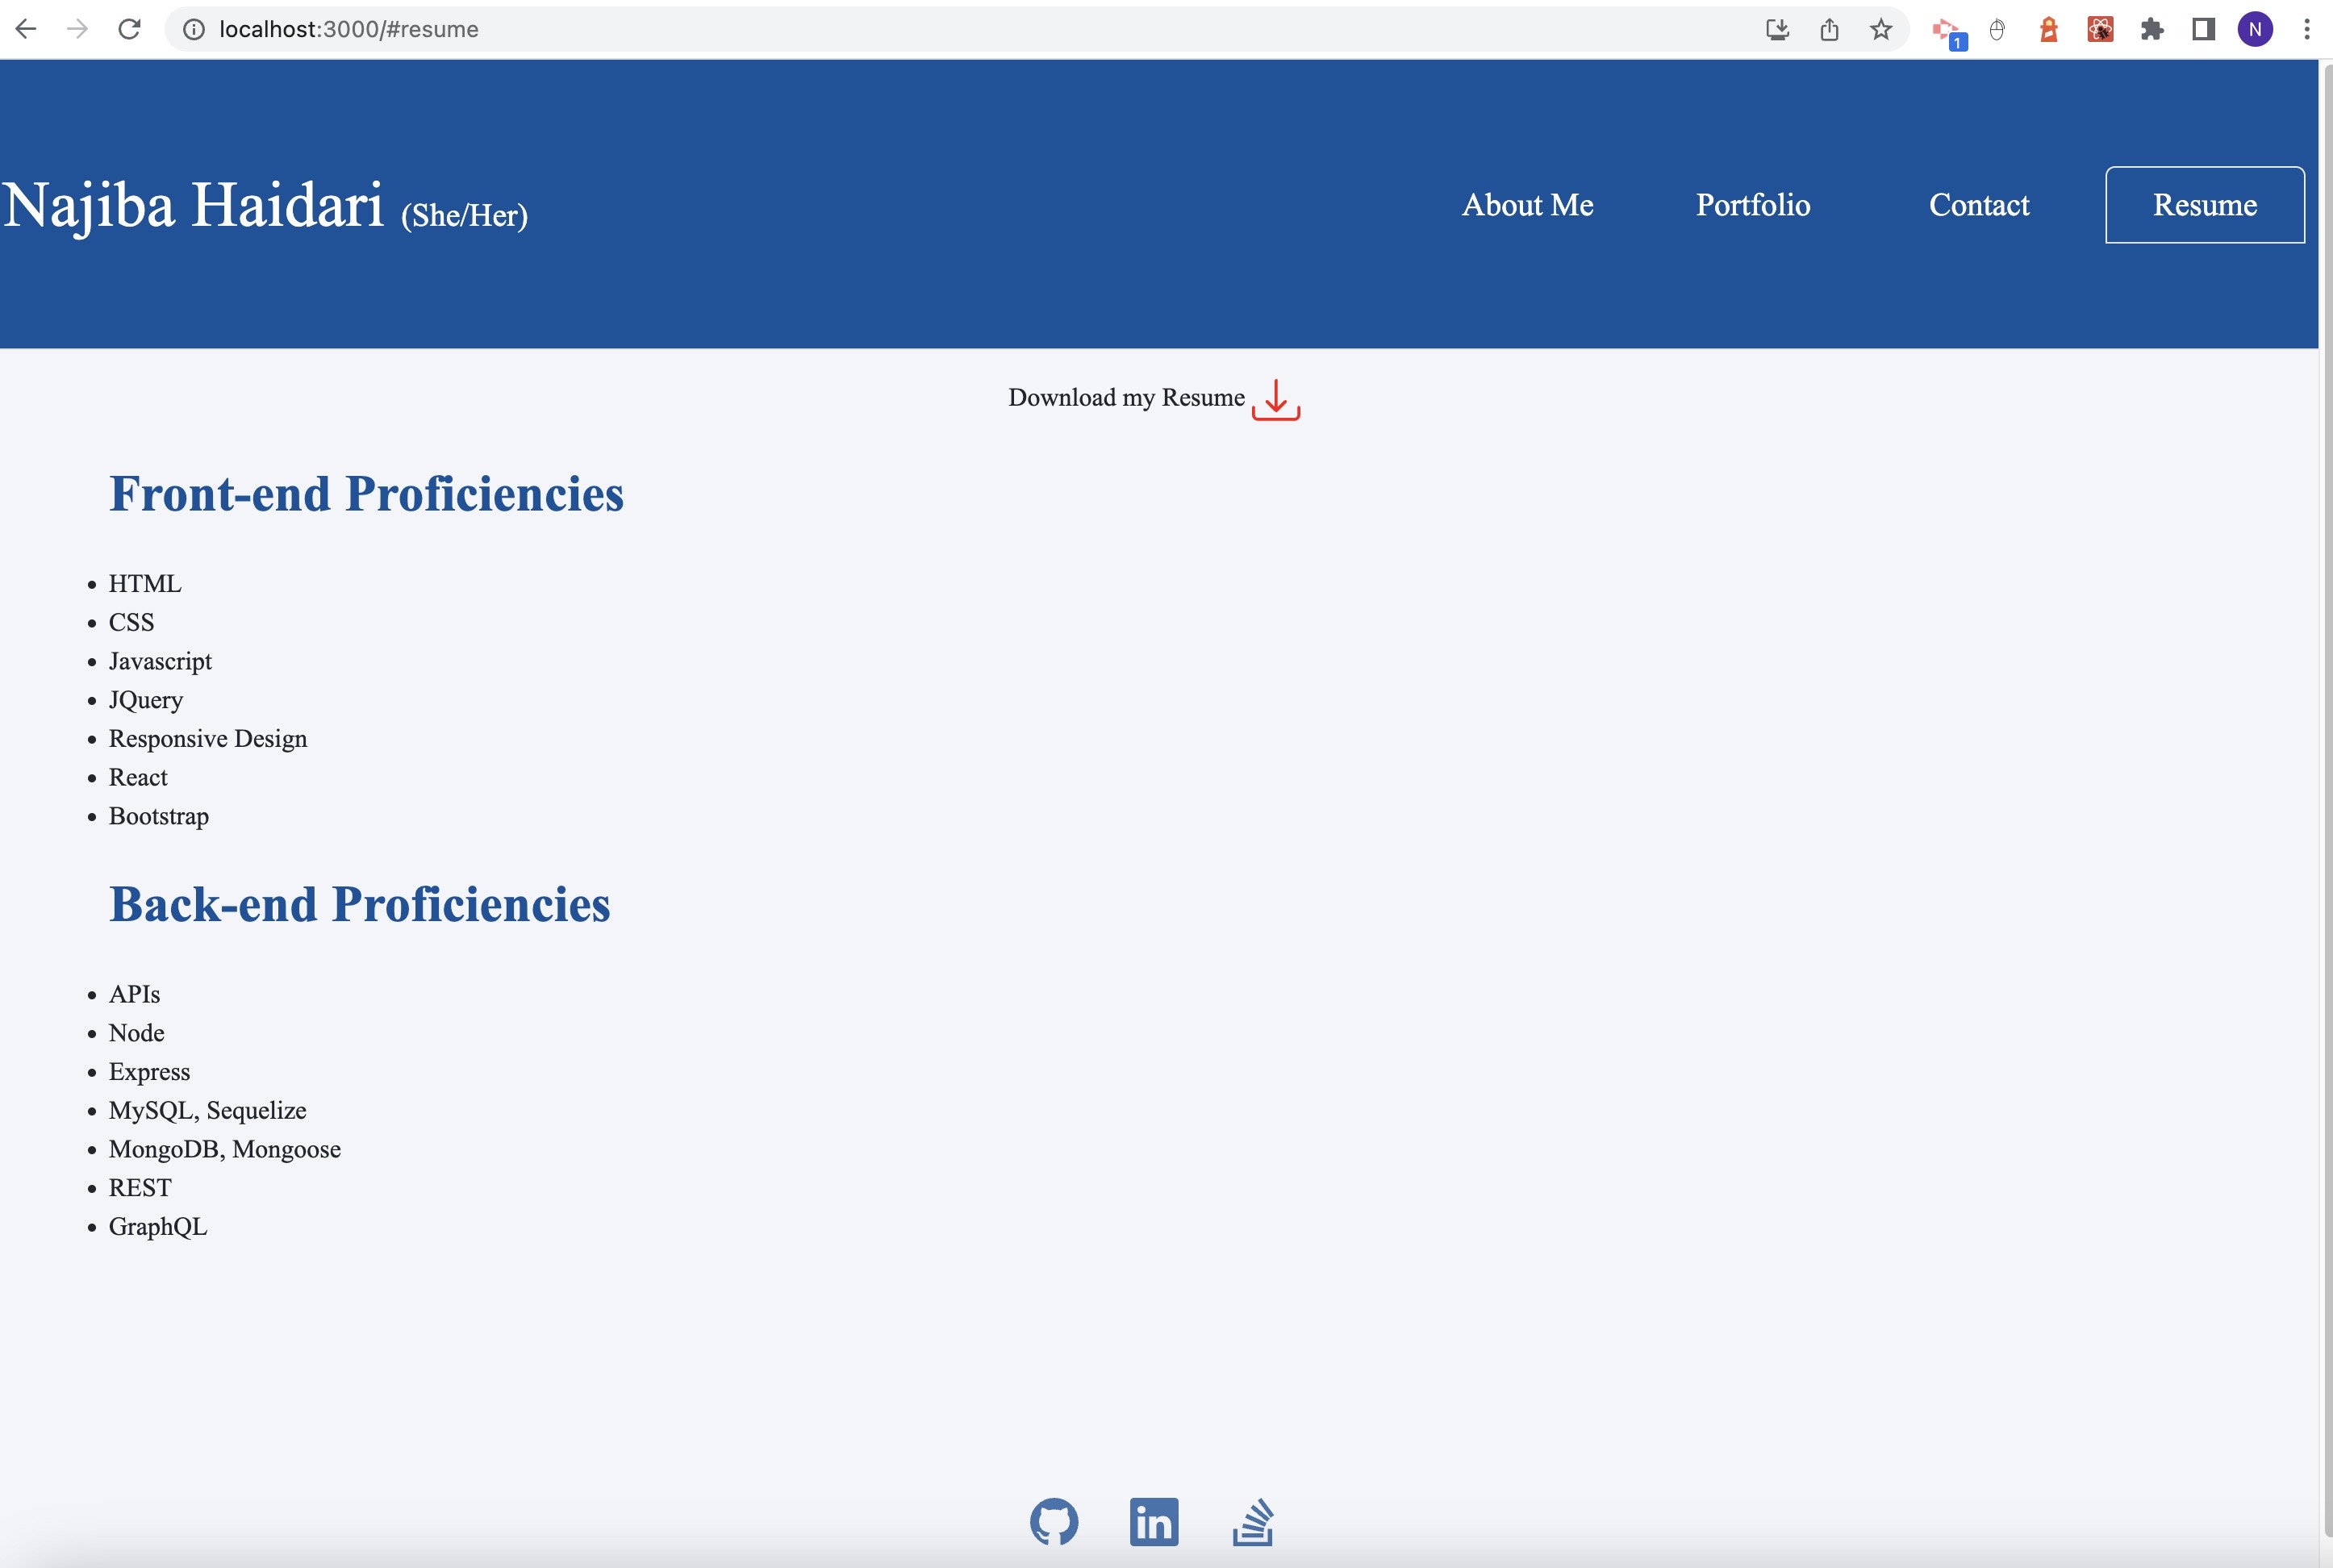 localhost:3000/#resume
1
N
Najiba Haidari (She/Her)
About Me
Portfolio
Contact
Resume
Download my Resume
Front-end Proficiencies
• HTML
• CSS
• Javascript
• JQuery
• Responsive Design
• React
• Bootstrap
Back-end Proficiencies
• APIs
• Node
• Express
• MySQL, Sequelize
• MongoDB, Mongoose
• REST
• GraphQL
in